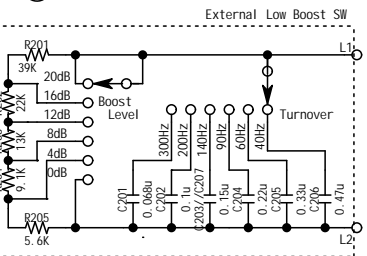 External Low Boost SW
R201
39K
L1
20dB
16dB
12dB
8dB
4dB
0dB
22K
13K
9.1K
Boost
Level
300Hz
200Hz
140Hz
90Hz
60Hz
40Hz
Turnover
C201
0.068u
C202
0.1u
C203//C207
0.15u
C204
0.22u
C205
0.33u
C206
0.47u
R205
5.6K
L2